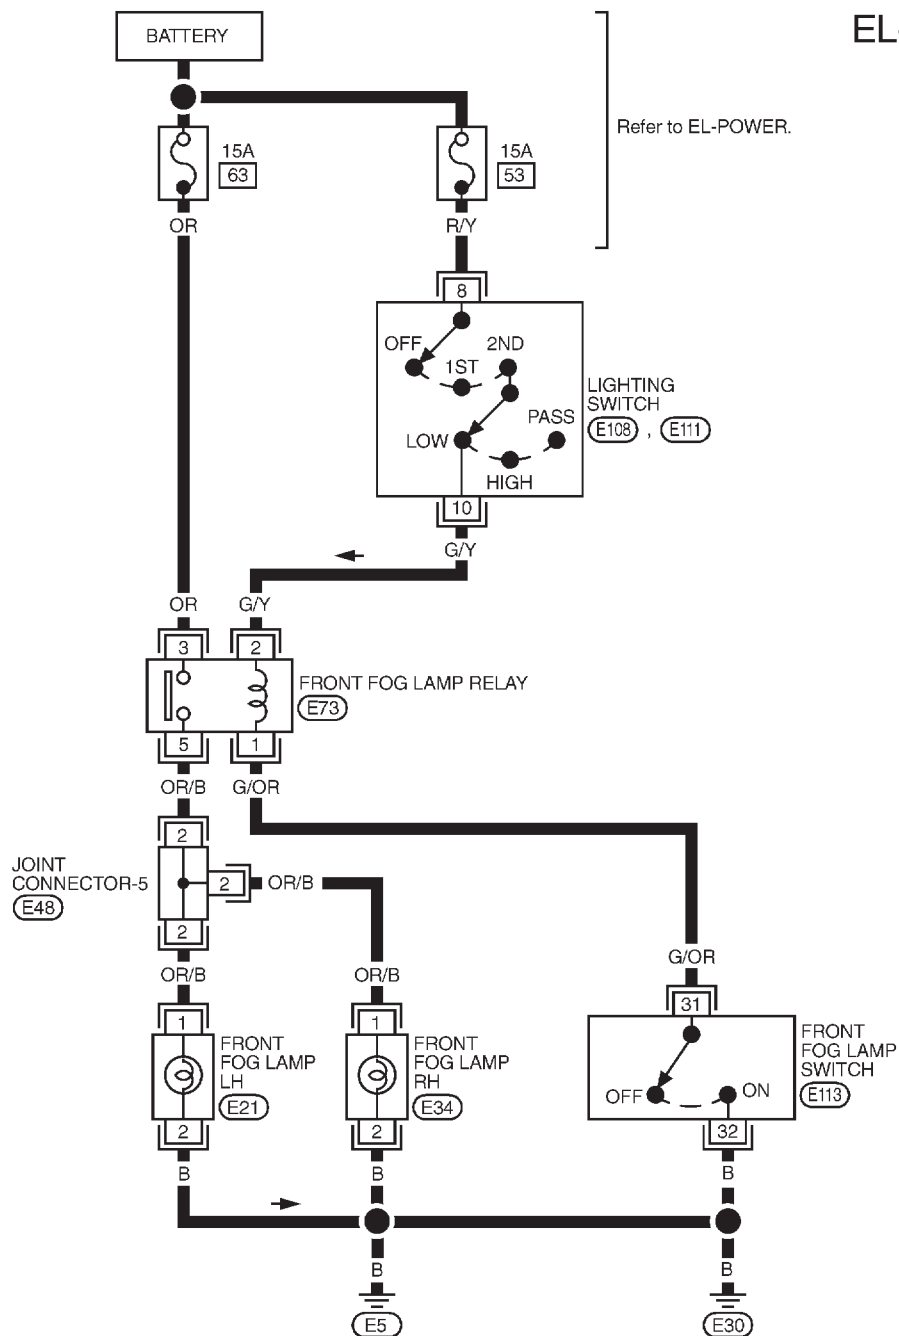 EL-
BATTERY
Refer to EL-POWER.
15A
63
15A
53
OR
R/Y
8
OFF
2ND
1ST
LIGHTING
SWITCH
E108 , E111
PASS
LOW
HIGH
10
G/Y
OR
G/Y
3
2
FRONT FOG LAMP RELAY
E73
5
1
OR/B
G/OR
2
JOINT
CONNECTOR-5
E48
2
OR/B
2
G/OR
OR/B
OR/B
31
1
1
FRONT
FOG LAMP
LH
E21
FRONT
FOG LAMP
RH
E34
FRONT
FOG LAMP
SWITCH
E113
OFF
ON
2
2
32
B
B
B
B
B
E5
E30